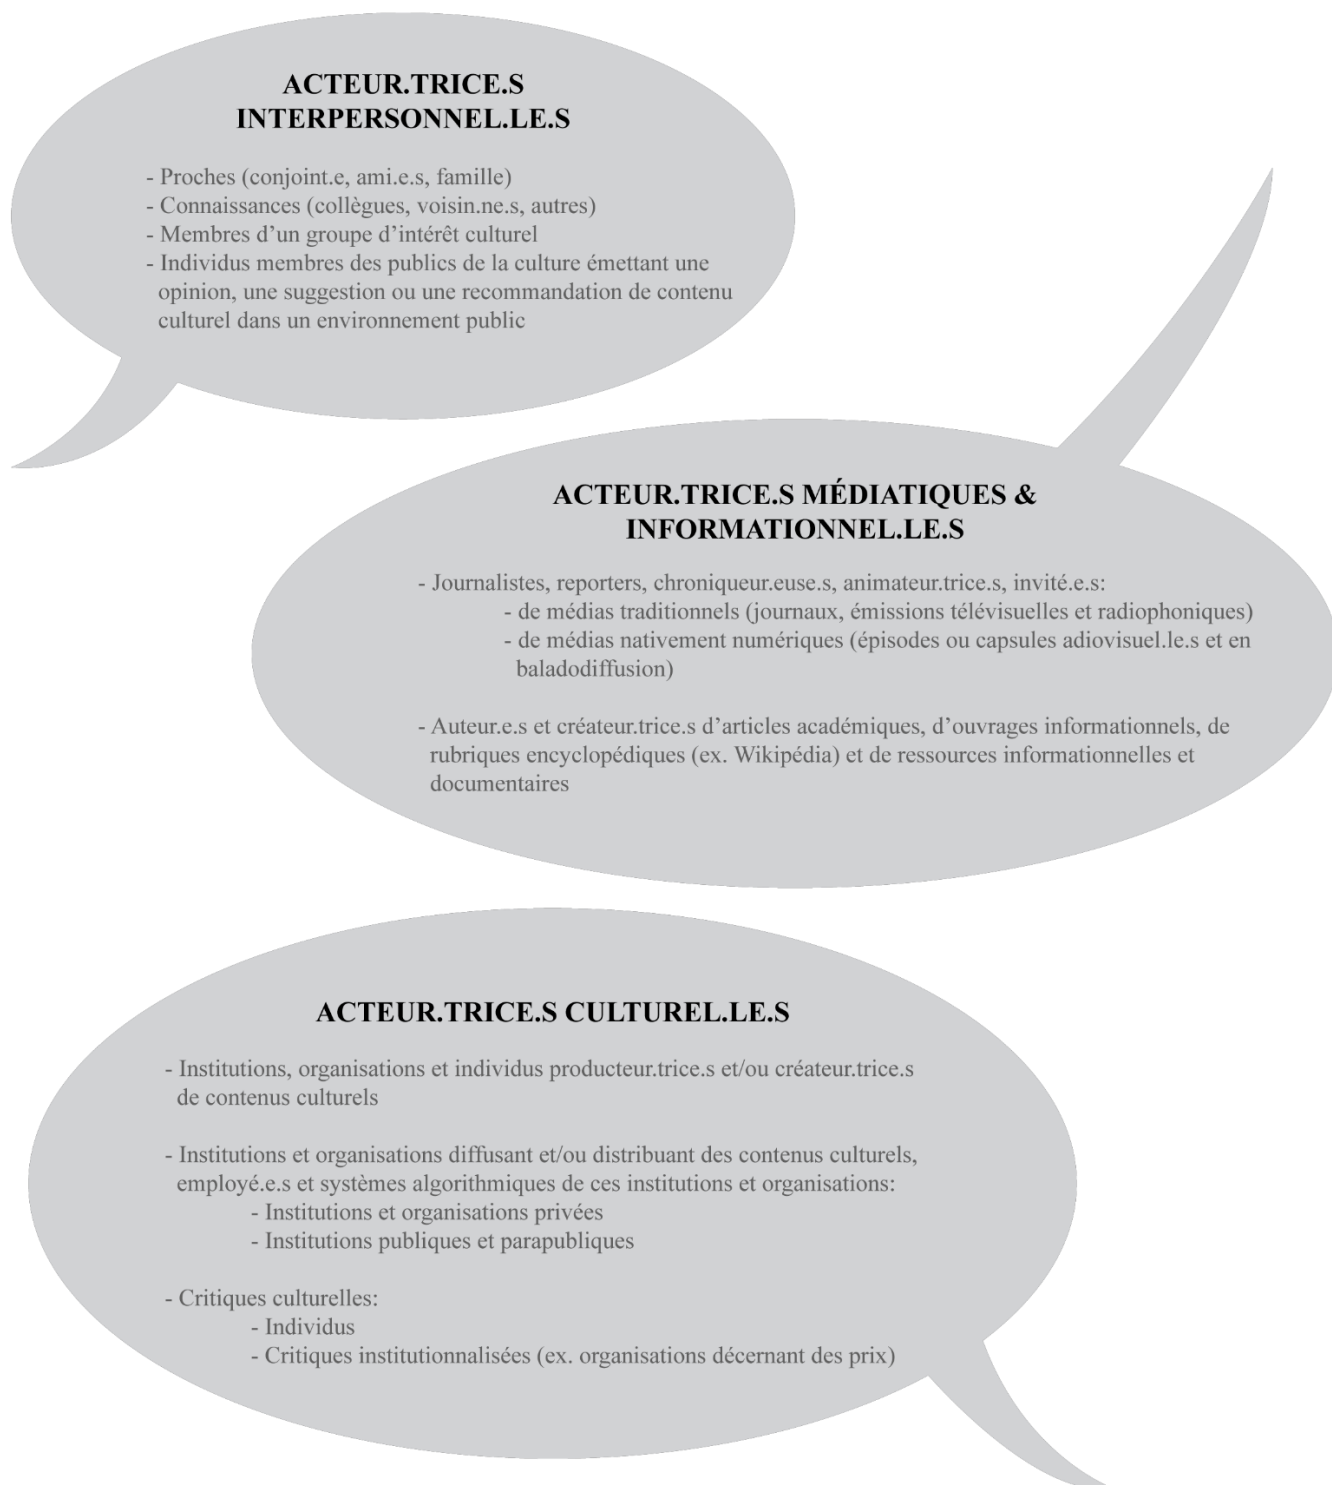 ACTEUR.TRICE.S
INTERPERSONNEL.LE.S
- Proches (conjoint.e, ami.e.s, famille)
- Connaissances (collègues, voisin.ne.s, autres)
- Membres d’un groupe d’intérêt culturel
- Individus membres des publics de la culture émettant une
opinion, une suggestion ou une recommandation de contenu
culturel dans un environnement public
ACTEUR.TRICE.S MÉDIATIQUES &
INFORMATIONNEL.LE.S
- Journalistes, reporters, chroniqueur.euse.s, animateur.trice.s, invité.e.s:
- de médias traditionnels (journaux, émissions télévisuelles et radiophoniques)
- de médias nativement numériques (épisodes ou capsules adiovisuel.le.s et en
baladodiffusion)
- Auteur.e.s et créateur.trice.s d’articles académiques, d’ouvrages informationnels, de
rubriques encyclopédiques (ex. Wikipédia) et de ressources informationnelles et
documentaires
ACTEUR.TRICE.S CULTUREL.LE.S
- Institutions, organisations et individus producteur.trice.s et/ou créateur.trice.s
de contenus culturels
- Institutions et organisations diffusant et/ou distribuant des contenus culturels,
employé.e.s et systèmes algorithmiques de ces institutions et organisations:
- Institutions et organisations privées
- Institutions publiques et parapubliques
- Critiques culturelles:
- Individus
- Critiques institutionnalisées (ex. organisations décernant des prix)